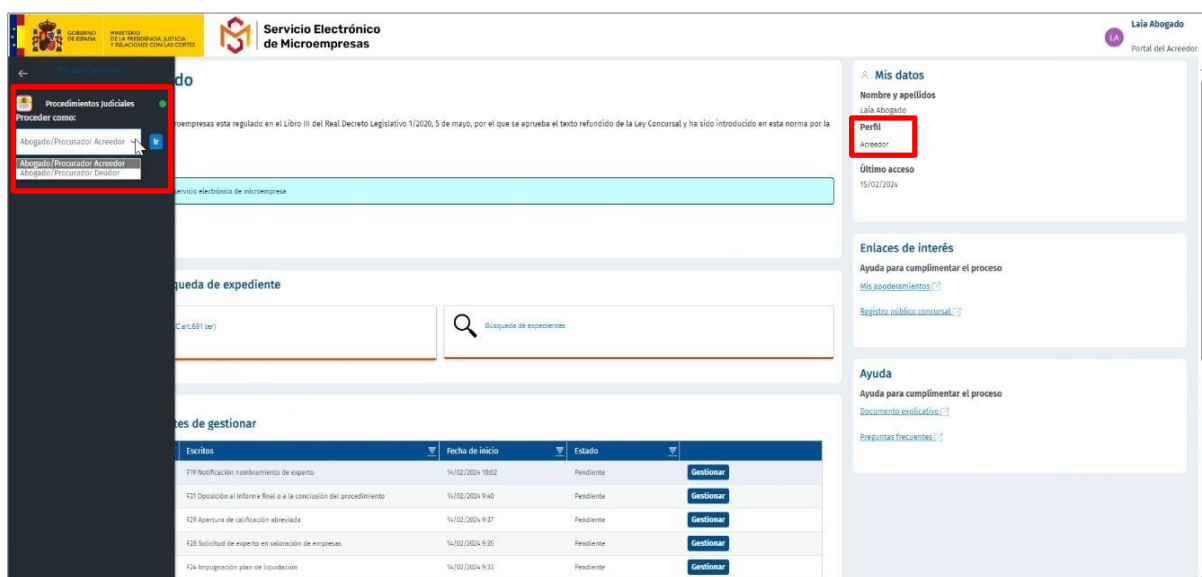 GOBIERNO
DE ESPAÑA
MINISTERIO
DE LA PRESIDENCIA, JUSTICIA
Y RELACIONES CON LAS CORTES
Servicio Electrónico
de Microempresas
LA
Laia Abogado
Portal del Acreedor
Procedimientos Judiciales
Proceder como:
Abogado/Procurador Acreedor
Ir
Abogado/Procurador Acreedor
Abogado/Procurador Deudor
do
roempresas esta regulado en el Libro III del Real Decreto Legislativo 1/2020, 5 de mayo, por el que se aprueba el texto refundido de la Ley Concursal y ha sido introducido en esta norma por la
servicio electrónico de microempresa
queda de expediente
C art.691 ter)
Búsqueda de expedientes
tes de gestionar
Escritos
Fecha de inicio
Estado
F19 Notificación nombramiento de experto
14/02/2024 10:02
Pendiente
Gestionar
F31 Oposición al informe final o a la conclusión del procedimiento
14/02/2024 9:40
Pendiente
Gestionar
F29 Apertura de calificación abreviada
14/02/2024 9:37
Pendiente
Gestionar
F28 Solicitud de experto en valoración de empresas
14/02/2024 9:35
Pendiente
Gestionar
F24 Impugnación plan de liquidación
14/02/2024 9:33
Pendiente
Gestionar
Mis datos
Nombre y apellidos
Laia Abogado
Perfil
Acreedor
Último acceso
15/02/2024
Enlaces de interés
Ayuda para cumplimentar el proceso
Mis apoderamientos
Registro público concursal
Ayuda
Ayuda para cumplimentar el proceso
Documento explicativo
Preguntas frecuentes